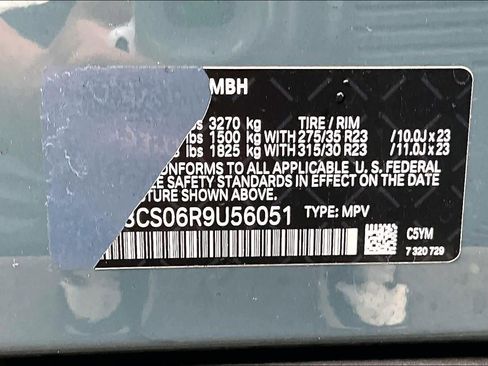 MBH
lbs 3270 kg TIRE / RIM
lbs 1500 kg WITH 275/35 R23 /10.0J x 23
lbs 1825 kg WITH 315/30 R23 /11.0J x 23
TO ALL APPLICABLE U. S. FEDERAL
SAFETY STANDARDS IN EFFECT ON THE DATE
SHOWN ABOVE.
CS06R9U56051 TYPE: MPV
C5YM
7 320 729